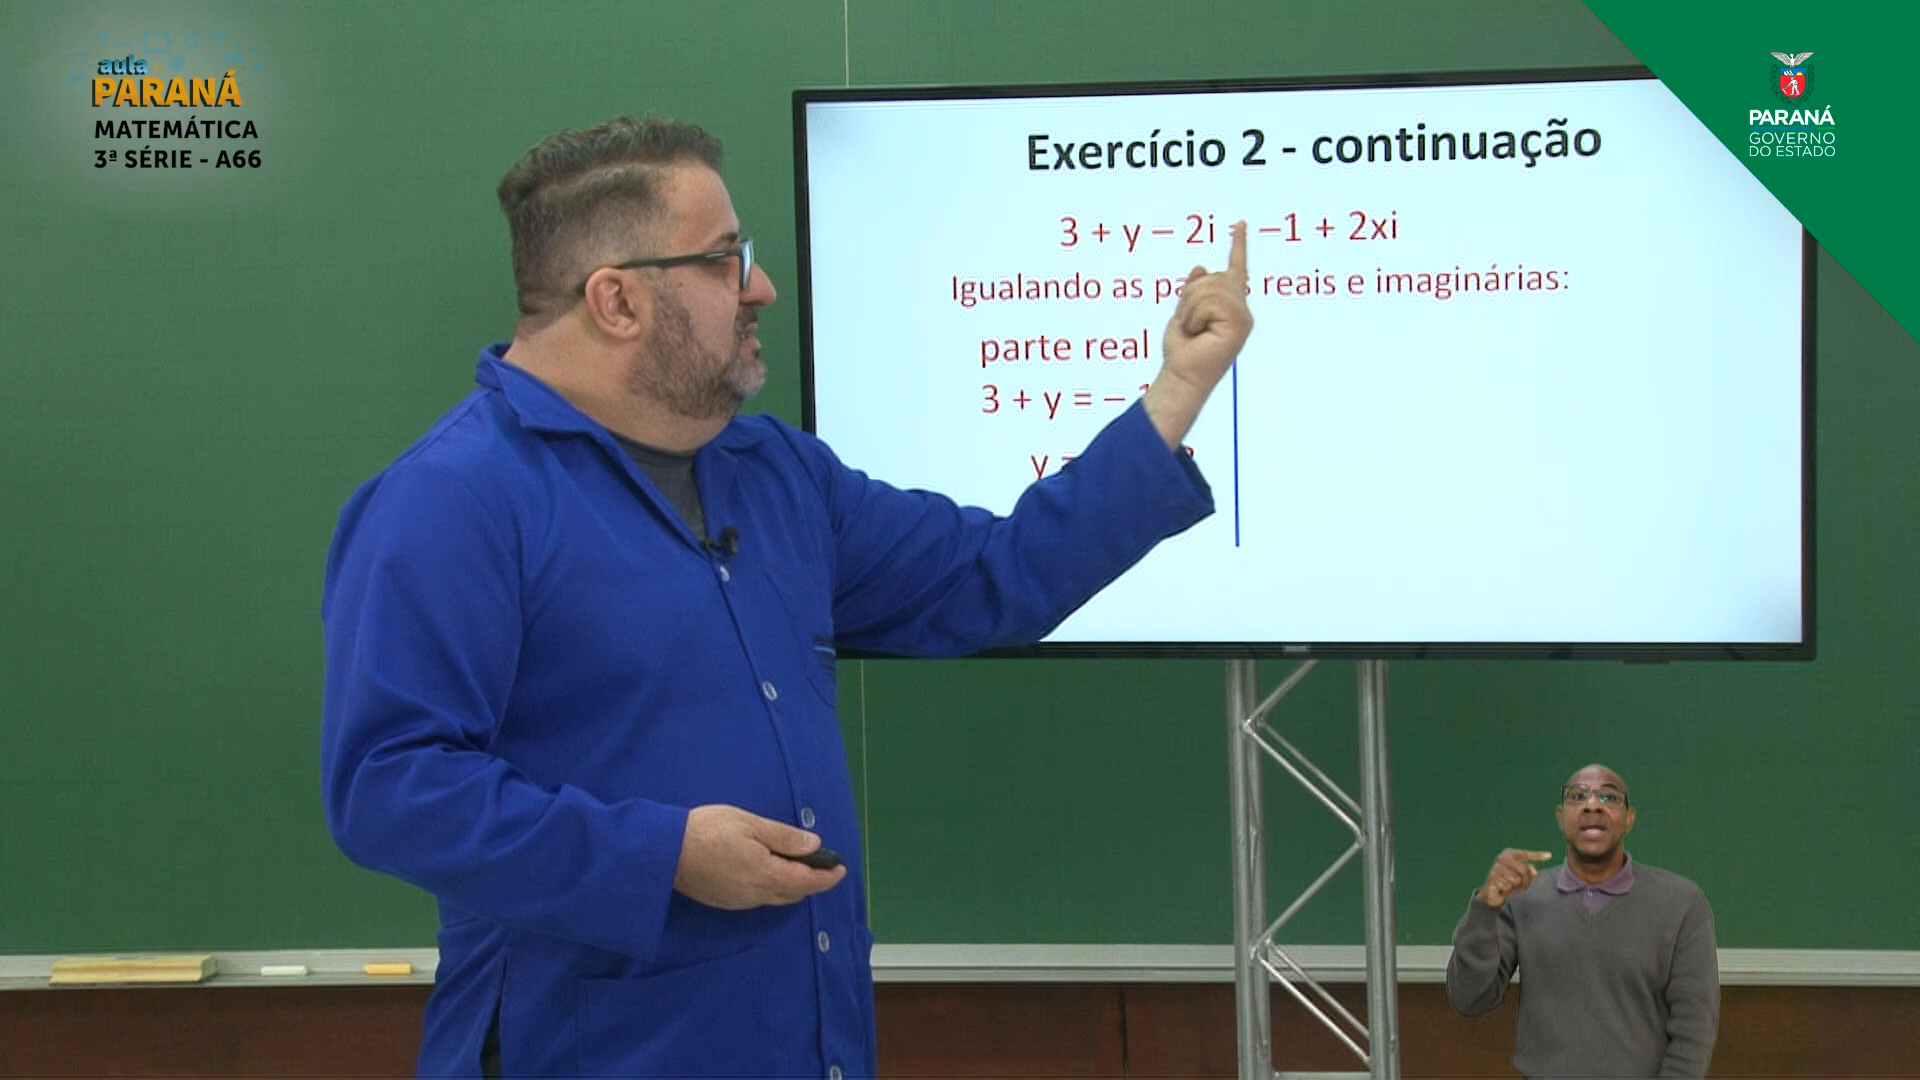 aula
PARANÁ
MATEMÁTICA
3ª SÉRIE - A66
PARANÁ
GOVERNO
DO ESTADO
Exercício 2 - continuação
3 + y – 2i = –1 + 2xi
Igualando as reais e imaginárias:
parte real
3 + y = –
y =